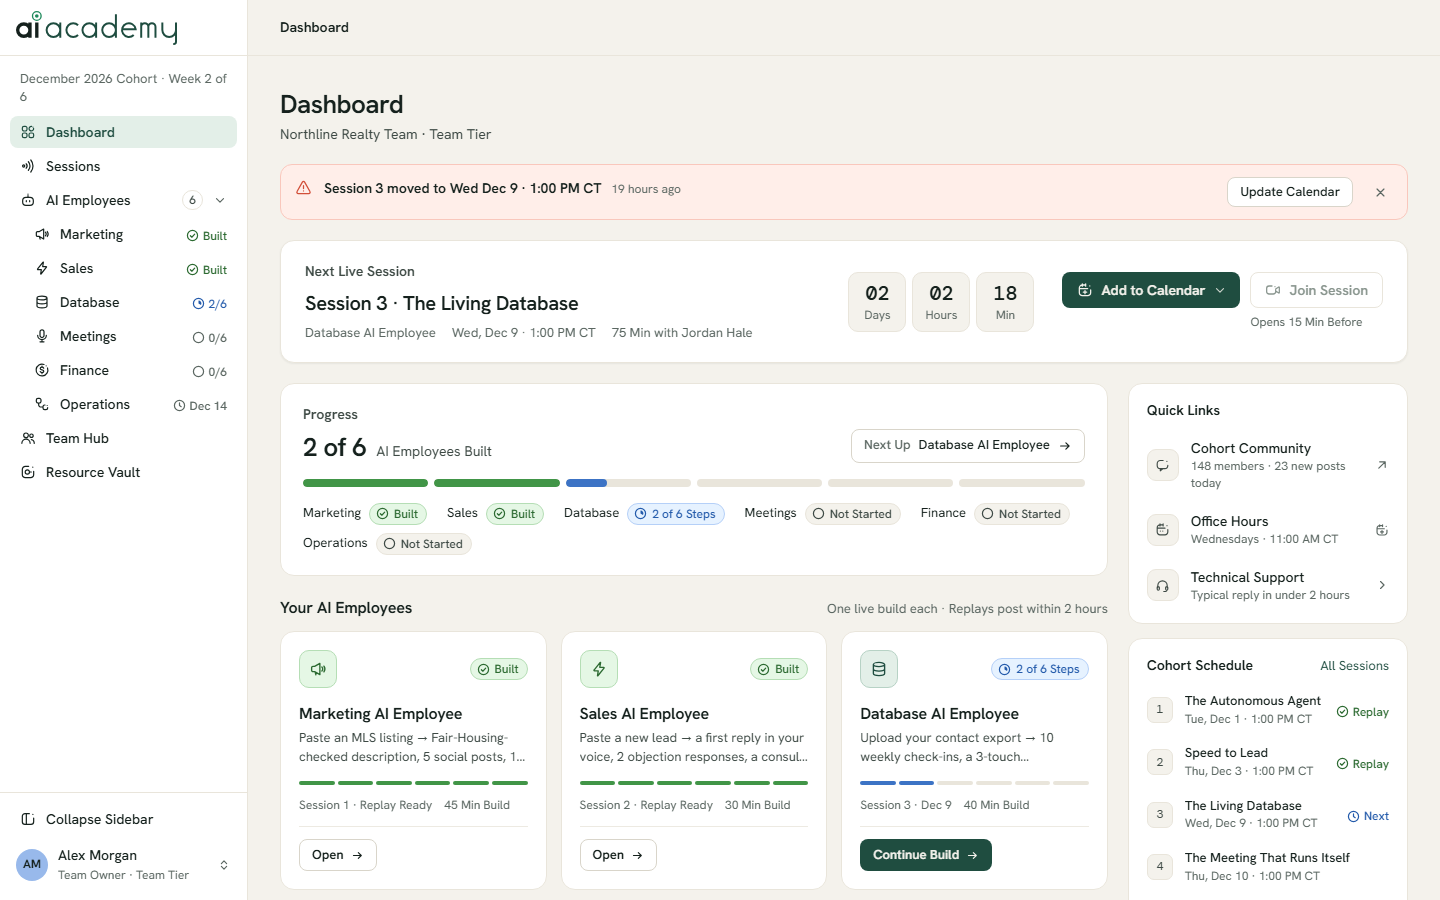 ai academy
December 2026 Cohort · Week 2 of
6
Dashboard
Sessions
AI Employees 6
Marketing Built
Sales Built
Database 2/6
Meetings 0/6
Finance 0/6
Operations Dec 14
Team Hub
Resource Vault
Collapse Sidebar
AM
Alex Morgan
Team Owner · Team Tier
Dashboard
Dashboard
Northline Realty Team · Team Tier
Session 3 moved to Wed Dec 9 · 1:00 PM CT 19 hours ago
Update Calendar
Next Live Session
Session 3 · The Living Database
Database AI Employee Wed, Dec 9 · 1:00 PM CT 75 Min with Jordan Hale
02 02 18
Days Hours Min
Add to Calendar
Join Session
Opens 15 Min Before
Progress
2 of 6 AI Employees Built
Next Up Database AI Employee →
Marketing Built Sales Built Database 2 of 6 Steps Meetings Not Started Finance Not Started
Operations Not Started
Your AI Employees
One live build each · Replays post within 2 hours
Built
Marketing AI Employee
Paste an MLS listing → Fair-Housing-
checked description, 5 social posts, 1...
Session 1 · Replay Ready 45 Min Build
Open →
Built
Sales AI Employee
Paste a new lead → a first reply in your
voice, 2 objection responses, a consul...
Session 2 · Replay Ready 30 Min Build
Open →
2 of 6 Steps
Database AI Employee
Upload your contact export → 10
weekly check-ins, a 3-touch...
Session 3 · Dec 9 40 Min Build
Continue Build →
Quick Links
Cohort Community
148 members · 23 new posts
today
Office Hours
Wednesdays · 11:00 AM CT
Technical Support
Typical reply in under 2 hours
Cohort Schedule
All Sessions
1
The Autonomous Agent
Tue, Dec 1 · 1:00 PM CT
Replay
2
Speed to Lead
Thu, Dec 3 · 1:00 PM CT
Replay
3
The Living Database
Wed, Dec 9 · 1:00 PM CT
Next
4
The Meeting That Runs Itself
Thu, Dec 10 · 1:00 PM CT